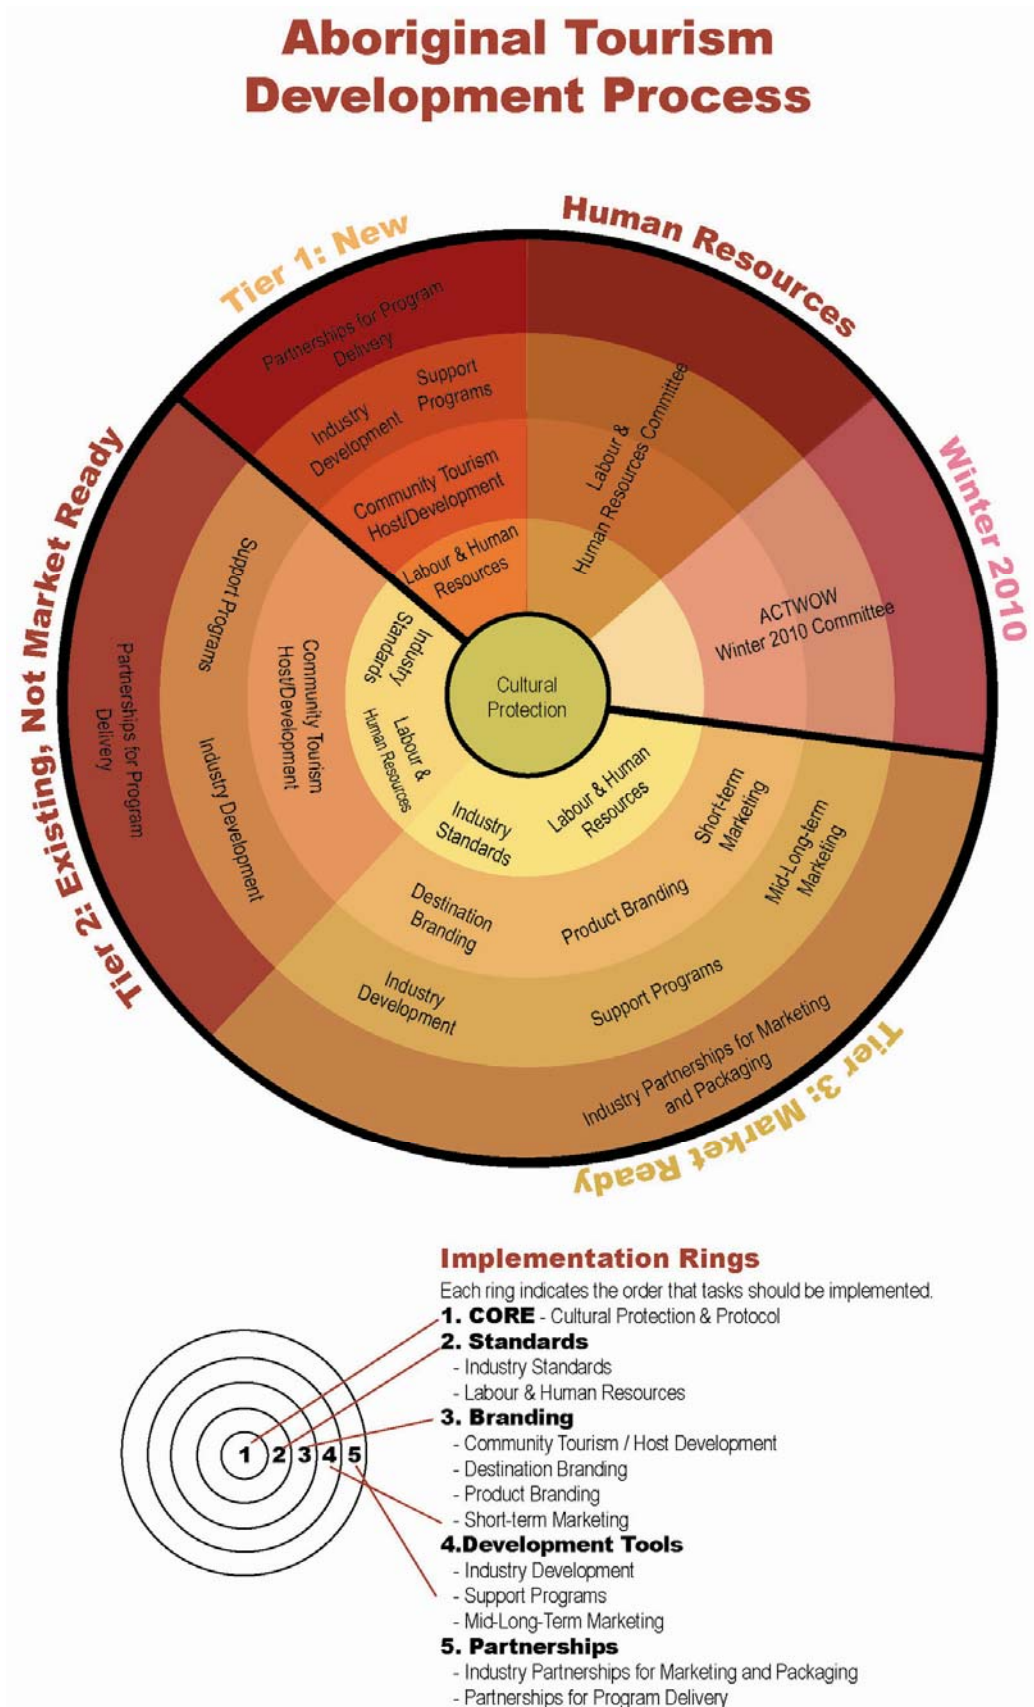 Aboriginal Tourism
Development Process
Tier 1: New
Human Resources
Winter 2010
Tier 2: Existing, Not Market Ready
Tier 3: Market Ready
Partnerships for Program
Delivery
Support
Programs
Industry
Development
Community Tourism
Host/Development
Labour & Human
Resources
Labour &
Human Resources Committee
ACTWOW
Winter 2010 Committee
Cultural
Protection
Industry
Standards
Labour &
Human Resources
Community Tourism
Host/Development
Support Programs
Industry Development
Partnerships for Program
Delivery
Labour & Human
Resources
Industry
Standards
Short-term
Marketing
Product Branding
Destination
Branding
Mid-Long-term
Marketing
Support Programs
Industry
Development
Industry Partnerships for Marketing
and Packaging
Implementation Rings
Each ring indicates the order that tasks should be implemented.
1. CORE - Cultural Protection & Protocol
2. Standards
- Industry Standards
- Labour & Human Resources
3. Branding
- Community Tourism / Host Development
- Destination Branding
- Product Branding
- Short-term Marketing
4.Development Tools
- Industry Development
- Support Programs
- Mid-Long-Term Marketing
5. Partnerships
- Industry Partnerships for Marketing and Packaging
- Partnerships for Program Delivery
1 2 3 4 5